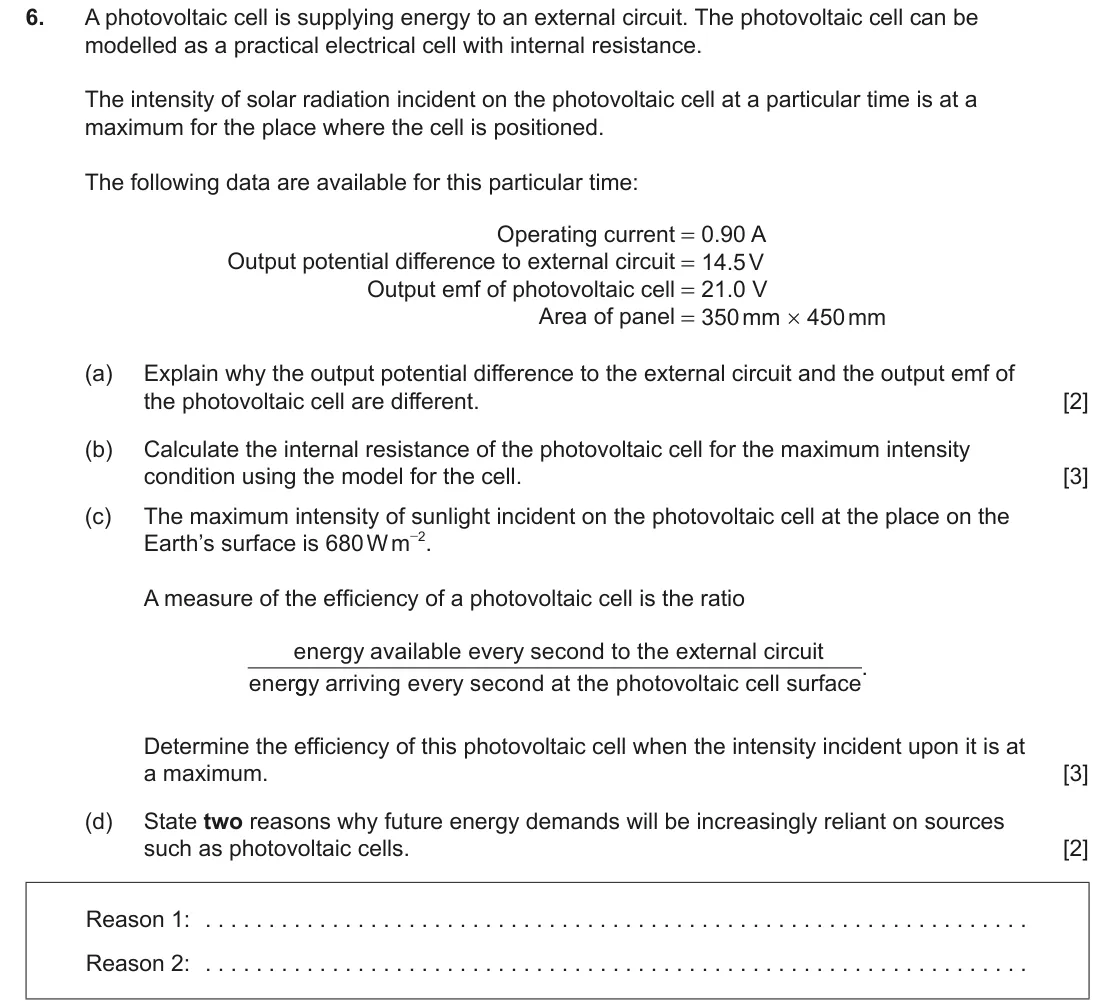 6. A photovoltaic cell is supplying energy to an external circuit. The photovoltaic cell can be
modelled as a practical electrical cell with internal resistance.
The intensity of solar radiation incident on the photovoltaic cell at a particular time is at a
maximum for the place where the cell is positioned.
The following data are available for this particular time:
Operating current = 0.90 A
Output potential difference to external circuit = 14.5 V
Output emf of photovoltaic cell = 21.0 V
Area of panel = 350 mm × 450 mm
(a) Explain why the output potential difference to the external circuit and the output emf of
the photovoltaic cell are different. [2]
(b) Calculate the internal resistance of the photovoltaic cell for the maximum intensity
condition using the model for the cell. [3]
(c) The maximum intensity of sunlight incident on the photovoltaic cell at the place on the
Earth's surface is 680 W m⁻².
A measure of the efficiency of a photovoltaic cell is the ratio
energy available every second to the external circuit
energy arriving every second at the photovoltaic cell surface.
Determine the efficiency of this photovoltaic cell when the intensity incident upon it is at
a maximum. [3]
(d) State two reasons why future energy demands will be increasingly reliant on sources
such as photovoltaic cells. [2]
Reason 1: . . . . . . . . . . . . . . . . . . . . . . . . . . . . . . . . . . . . . . . . . . . . . . . . . . . . . . . . . . . . . . . . .
Reason 2: . . . . . . . . . . . . . . . . . . . . . . . . . . . . . . . . . . . . . . . . . . . . . . . . . . . . . . . . . . . . . . . . .